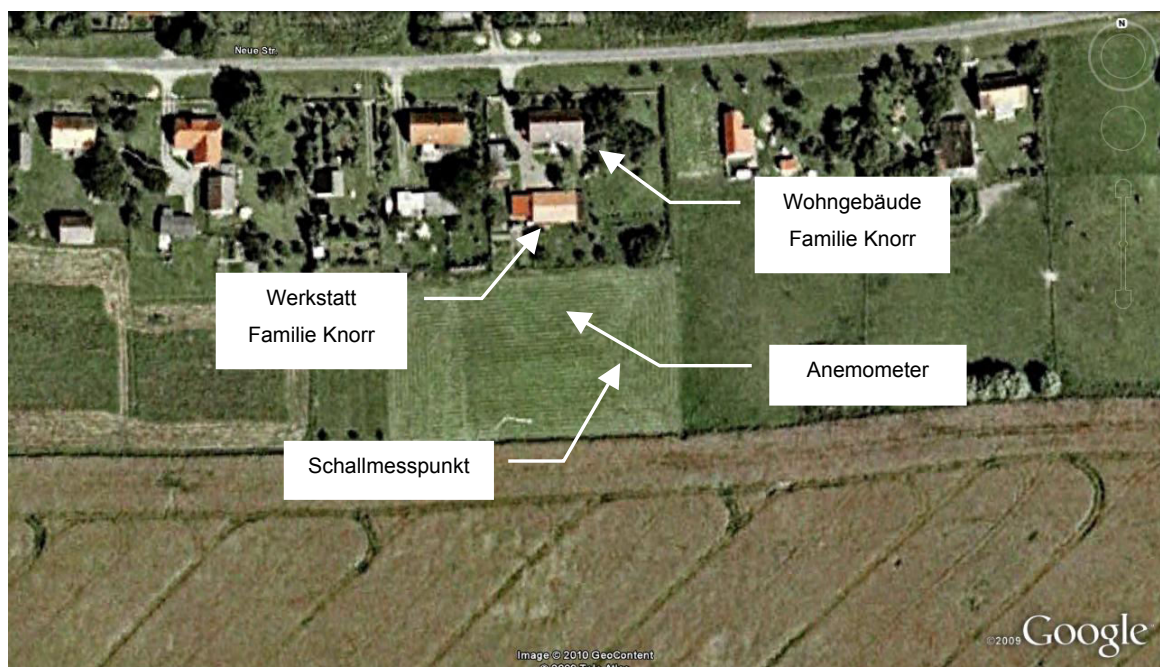 Neue Str.
N
Wohngebäude
Familie Knorr
Werkstatt
Familie Knorr
Anemometer
Schallmesspunkt
©2009 Google
Image © 2010 GeoContent